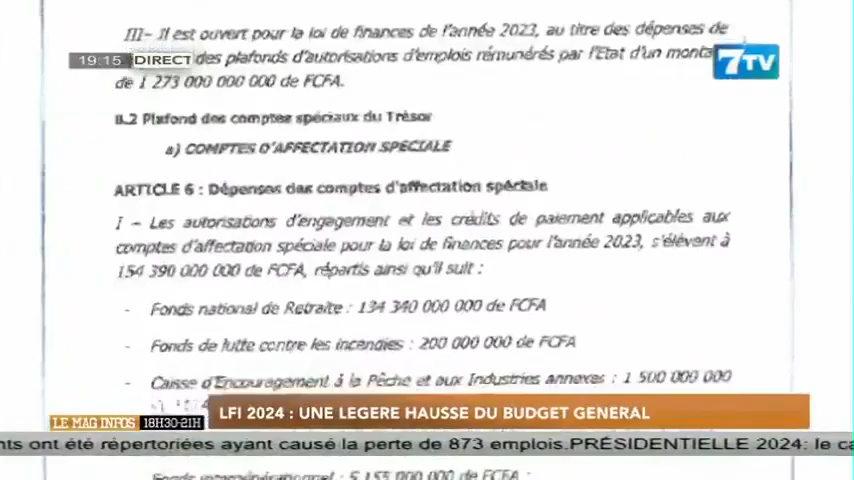 III- Il est ouvert pour la loi de finances de l'année 2023, au titre des dépenses de
19:15 DIRECT des plafonds d'autorisations d'emplois rémunérés par l'Etat d'un
7TV
de 1 273 000 000 000 de FCFA.
B.2 Plafond des comptes spéciaux du Trésor
a) COMPTES D'AFFECTATION SPECIALE
ARTICLE 6 : Dépenses des comptes d'affectation spéciale
I – Les autorisations d'engagement et les crédits de paiement applicables aux
comptes d'affectation spéciale pour la loi de finances pour l'année 2023, s'élèvent à
154 390 000 000 de FCFA, répartis ainsi qu'il suit :
- Fonds national de Retraite : 134 340 000 000 de FCFA
- Fonds de lutte contre les incendies : 200 000 000 de FCFA
- Caisse d'Encouragement à la Pêche et aux Industries annexes : 1 500 000 000
LFI 2024 : UNE LEGERE HAUSSE DU BUDGET GENERAL
LE MAG INFOS 18H30-21H
nts ont été répertoriées ayant causé la perte de 873 emplois.PRÉSIDENTIELLE 2024: le ca
Fonds intergénérationnel : 5 155 000 000 de FCFA ;